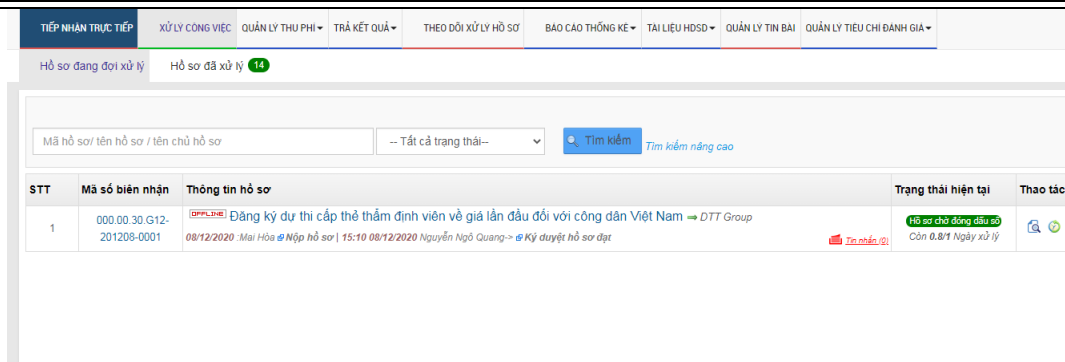 TIẾP NHẬN TRỰC TIẾP XỬ LÝ CÔNG VIỆC QUẢN LÝ THU PHÍ TRẢ KẾT QUẢ THEO DÕI XỬ LÝ HỒ SƠ BÁO CÁO THỐNG KÊ TÀI LIỆU HDSD QUẢN LÝ TIN BÀI QUẢN LÝ TIÊU CHÍ ĐÁNH GIÁ
Hồ sơ đang đợi xử lý Hồ sơ đã xử lý 14
Mã hồ sơ/ tên hồ sơ / tên chủ hồ sơ -- Tất cả trạng thái-- Tìm kiếm Tìm kiếm nâng cao
STT Mã số biên nhận Thông tin hồ sơ Trạng thái hiện tại Thao tác
1 000.00.30.G12-201208-0001 OFFLINE Đăng ký dự thi cấp thẻ thẩm định viên về giá lần đầu đối với công dân Việt Nam ⇒ DTT Group Hồ sơ chờ đóng dấu số
08/12/2020 :Mai Hòa Nộp hồ sơ | 15:10 08/12/2020 Nguyễn Ngô Quang-> Ký duyệt hồ sơ đạt Tin nhắn (0) Còn 0.8/1 Ngày xử lý